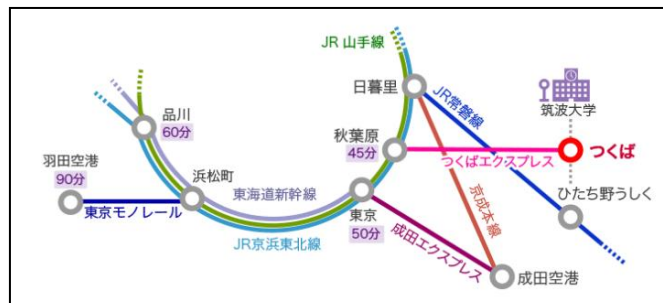 JR山手線
日暮里
JR常磐線
筑波大学
品川
60分
秋葉原
45分
つくばエクスプレス
つくば
羽田空港
90分
浜松町
東海道新幹線
京成本線
ひたち野うしく
東京モノレール
東京
50分
JR京浜東北線
成田エクスプレス
成田空港